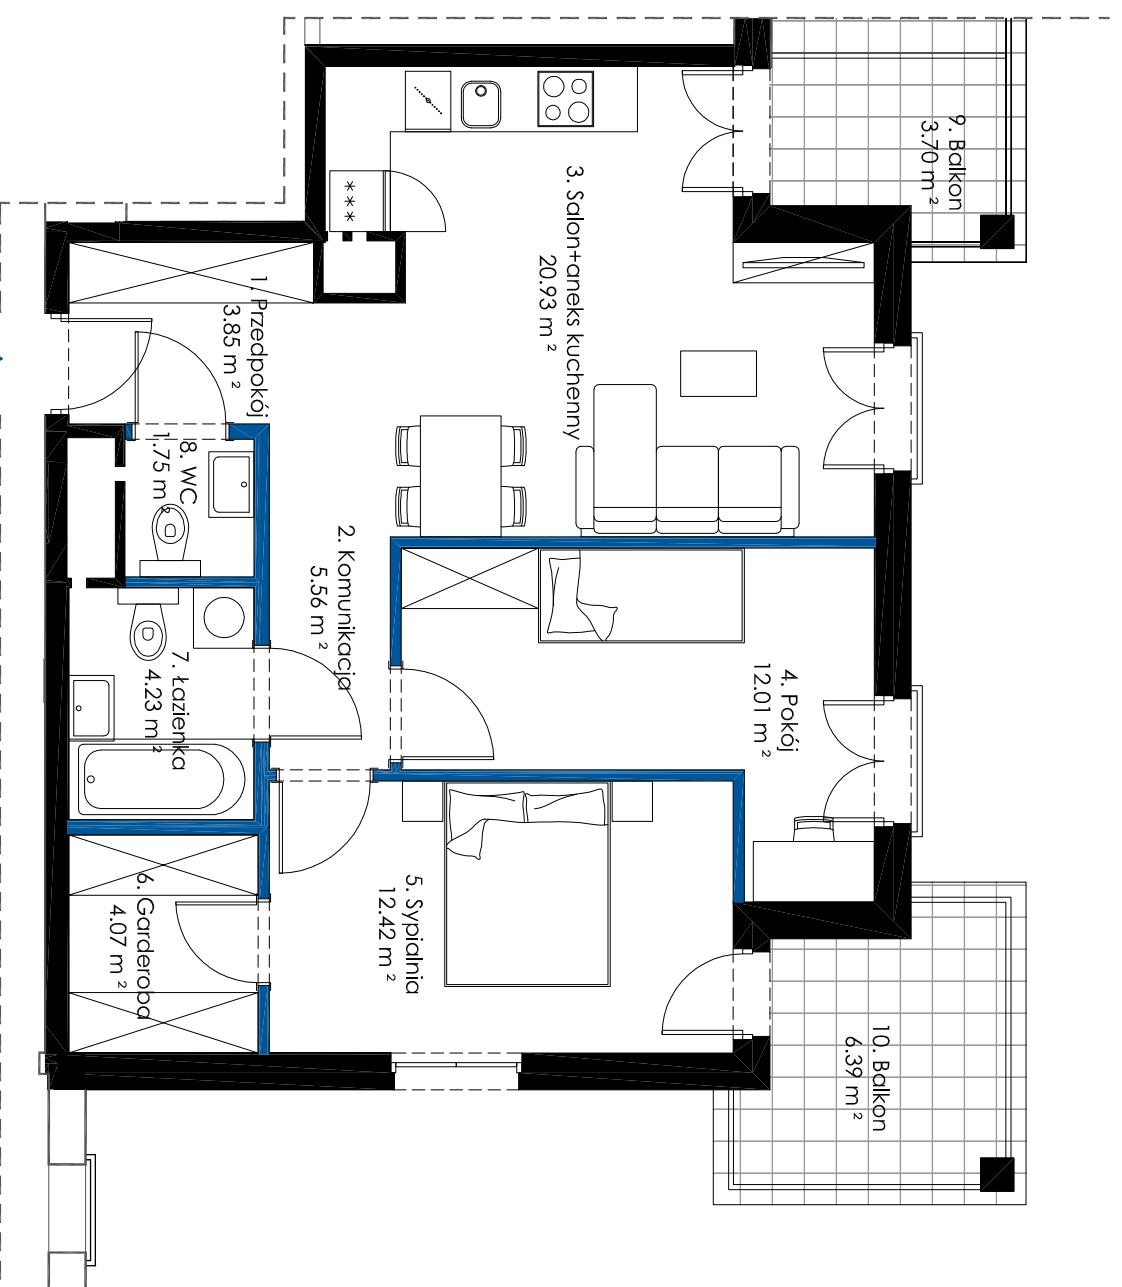 1. Przedpokój
3.85 m ²
2. Komunikacja
5.56 m ²
3. Salon+aneks kuchenny
20.93 m ²
4. Pokój
12.01 m ²
5. Sypialnia
12.42 m ²
6. Garderoba
4.07 m ²
7. Łazienka
4.23 m ²
8. WC
1.75 m ²
9. Balkon
3.70 m ²
10. Balkon
6.39 m ²
***